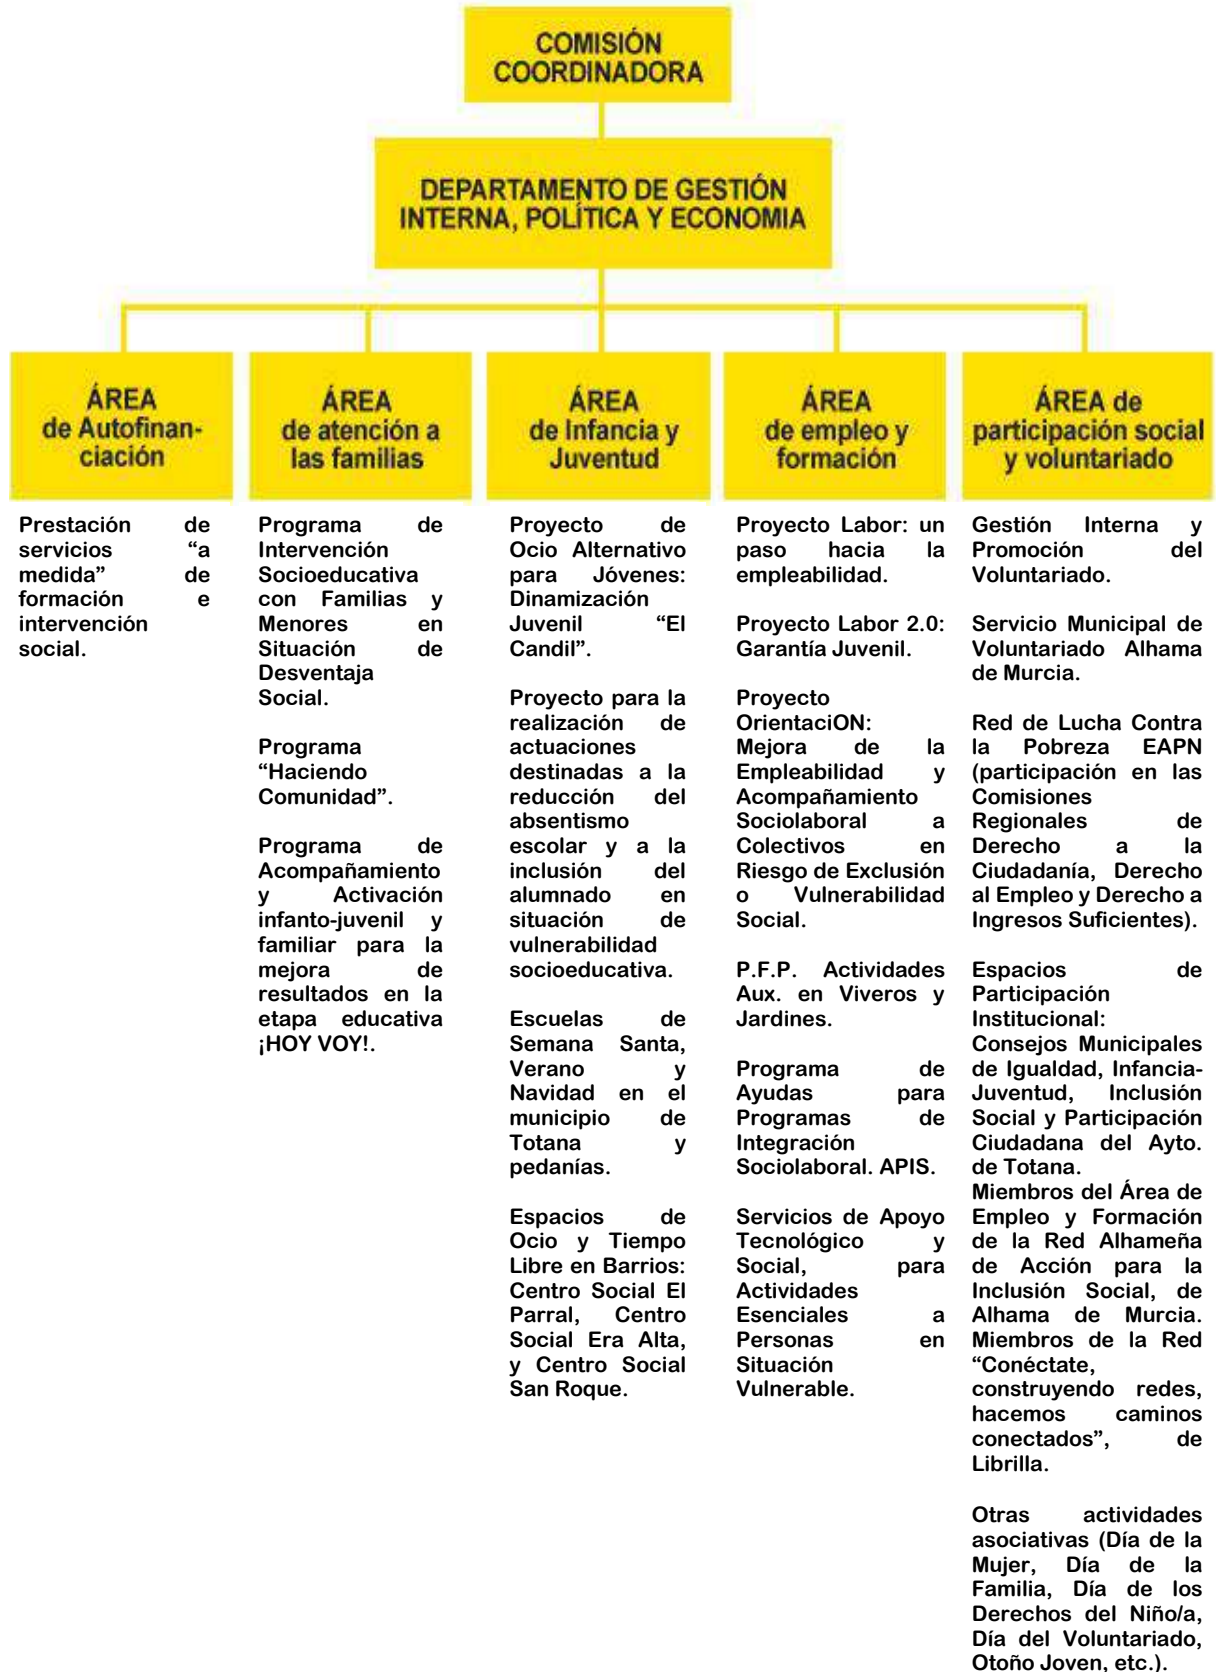 COMISIÓN
COORDINADORA
DEPARTAMENTO DE GESTIÓN
INTERNA, POLÍTICA Y ECONOMIA
ÁREA
de Autofinan-
ciación
Prestación de
servicios “a
medida” de
formación e
intervención
social.
ÁREA
de atención a
las familias
Programa de
Intervención
Socioeducativa
con Familias y
Menores en
Situación de
Desventaja
Social.
Programa
“Haciendo
Comunidad”.
Programa de
Acompañamiento
y Activación
infanto-juvenil y
familiar para la
mejora de
resultados en la
etapa educativa
¡HOY VOY!.
ÁREA
de Infancia y
Juventud
Proyecto de
Ocio Alternativo
para Jóvenes:
Dinamización
Juvenil “El
Candil”.
Proyecto para la
realización de
actuaciones
destinadas a la
reducción del
absentismo
escolar y a la
inclusión del
alumnado en
situación de
vulnerabilidad
socioeducativa.
Escuelas de
Semana Santa,
Verano y
Navidad en el
municipio de
Totana y
pedanías.
Espacios de
Ocio y Tiempo
Libre en Barrios:
Centro Social El
Parral, Centro
Social Era Alta,
y Centro Social
San Roque.
ÁREA
de empleo y
formación
Proyecto Labor: un
paso hacia la
empleabilidad.
Proyecto Labor 2.0:
Garantía Juvenil.
Proyecto
OrientaciON:
Mejora de la
Empleabilidad y
Acompañamiento
Sociolaboral a
Colectivos en
Riesgo de Exclusión
o Vulnerabilidad
Social.
P.F.P. Actividades
Aux. en Viveros y
Jardines.
Programa de
Ayudas para
Programas de
Integración
Sociolaboral. APIS.
Servicios de Apoyo
Tecnológico y
Social, para
Actividades
Esenciales a
Personas en
Situación
Vulnerable.
ÁREA de
participación social
y voluntariado
Gestión Interna y
Promoción del
Voluntariado.
Servicio Municipal de
Voluntariado Alhama
de Murcia.
Red de Lucha Contra
la Pobreza EAPN
(participación en las
Comisiones
Regionales de
Derecho a la
Ciudadanía, Derecho
al Empleo y Derecho a
Ingresos Suficientes).
Espacios de
Participación
Institucional:
Consejos Municipales
de Igualdad, Infancia-
Juventud, Inclusión
Social y Participación
Ciudadana del Ayto.
de Totana.
Miembros del Área de
Empleo y Formación
de la Red Alhameña
de Acción para la
Inclusión Social, de
Alhama de Murcia.
Miembros de la Red
“Conéctate,
construyendo redes,
hacemos caminos
conectados”, de
Librilla.
Otras actividades
asociativas (Día de la
Mujer, Día de la
Familia, Día de los
Derechos del Niño/a,
Día del Voluntariado,
Otoño Joven, etc.).